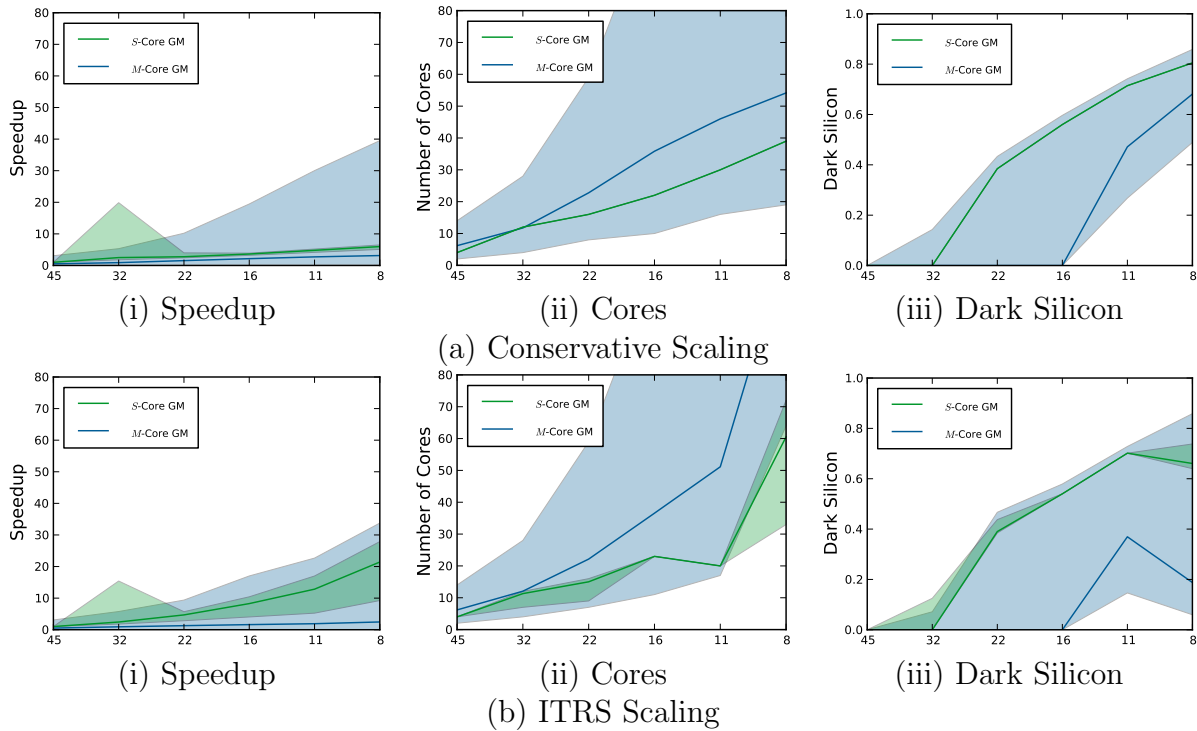 80
70
60
50
40
30
20
10
0
Speedup
S-Core GM
M-Core GM
45 32 22 16 11 8
(i) Speedup
80
70
60
50
40
30
20
10
0
Number of Cores
S-Core GM
M-Core GM
45 32 22 16 11 8
(ii) Cores
1.0
0.8
0.6
0.4
0.2
0.0
Dark Silicon
S-Core GM
M-Core GM
45 32 22 16 11 8
(iii) Dark Silicon
(a) Conservative Scaling
80
70
60
50
40
30
20
10
0
Speedup
S-Core GM
M-Core GM
45 32 22 16 11 8
(i) Speedup
80
70
60
50
40
30
20
10
0
Number of Cores
S-Core GM
M-Core GM
45 32 22 16 11 8
(ii) Cores
1.0
0.8
0.6
0.4
0.2
0.0
Dark Silicon
S-Core GM
M-Core GM
45 32 22 16 11 8
(iii) Dark Silicon
(b) ITRS Scaling